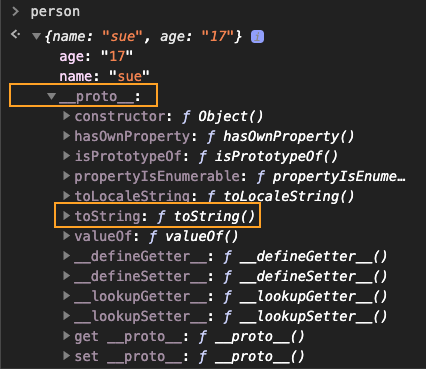 > person
{name: "sue", age: "17"} i
age: "17"
name: "sue"
__proto__:
constructor: ƒ Object()
hasOwnProperty: ƒ hasOwnProperty()
isPrototypeOf: ƒ isPrototypeOf()
propertyIsEnumerable: ƒ propertyIsEnume…
toLocaleString: ƒ toLocaleString()
toString: ƒ toString()
valueOf: ƒ valueOf()
__defineGetter__: ƒ __defineGetter__()
__defineSetter__: ƒ __defineSetter__()
__lookupGetter__: ƒ __lookupGetter__()
__lookupSetter__: ƒ __lookupSetter__()
get __proto__: ƒ __proto__()
set __proto__: ƒ __proto__()